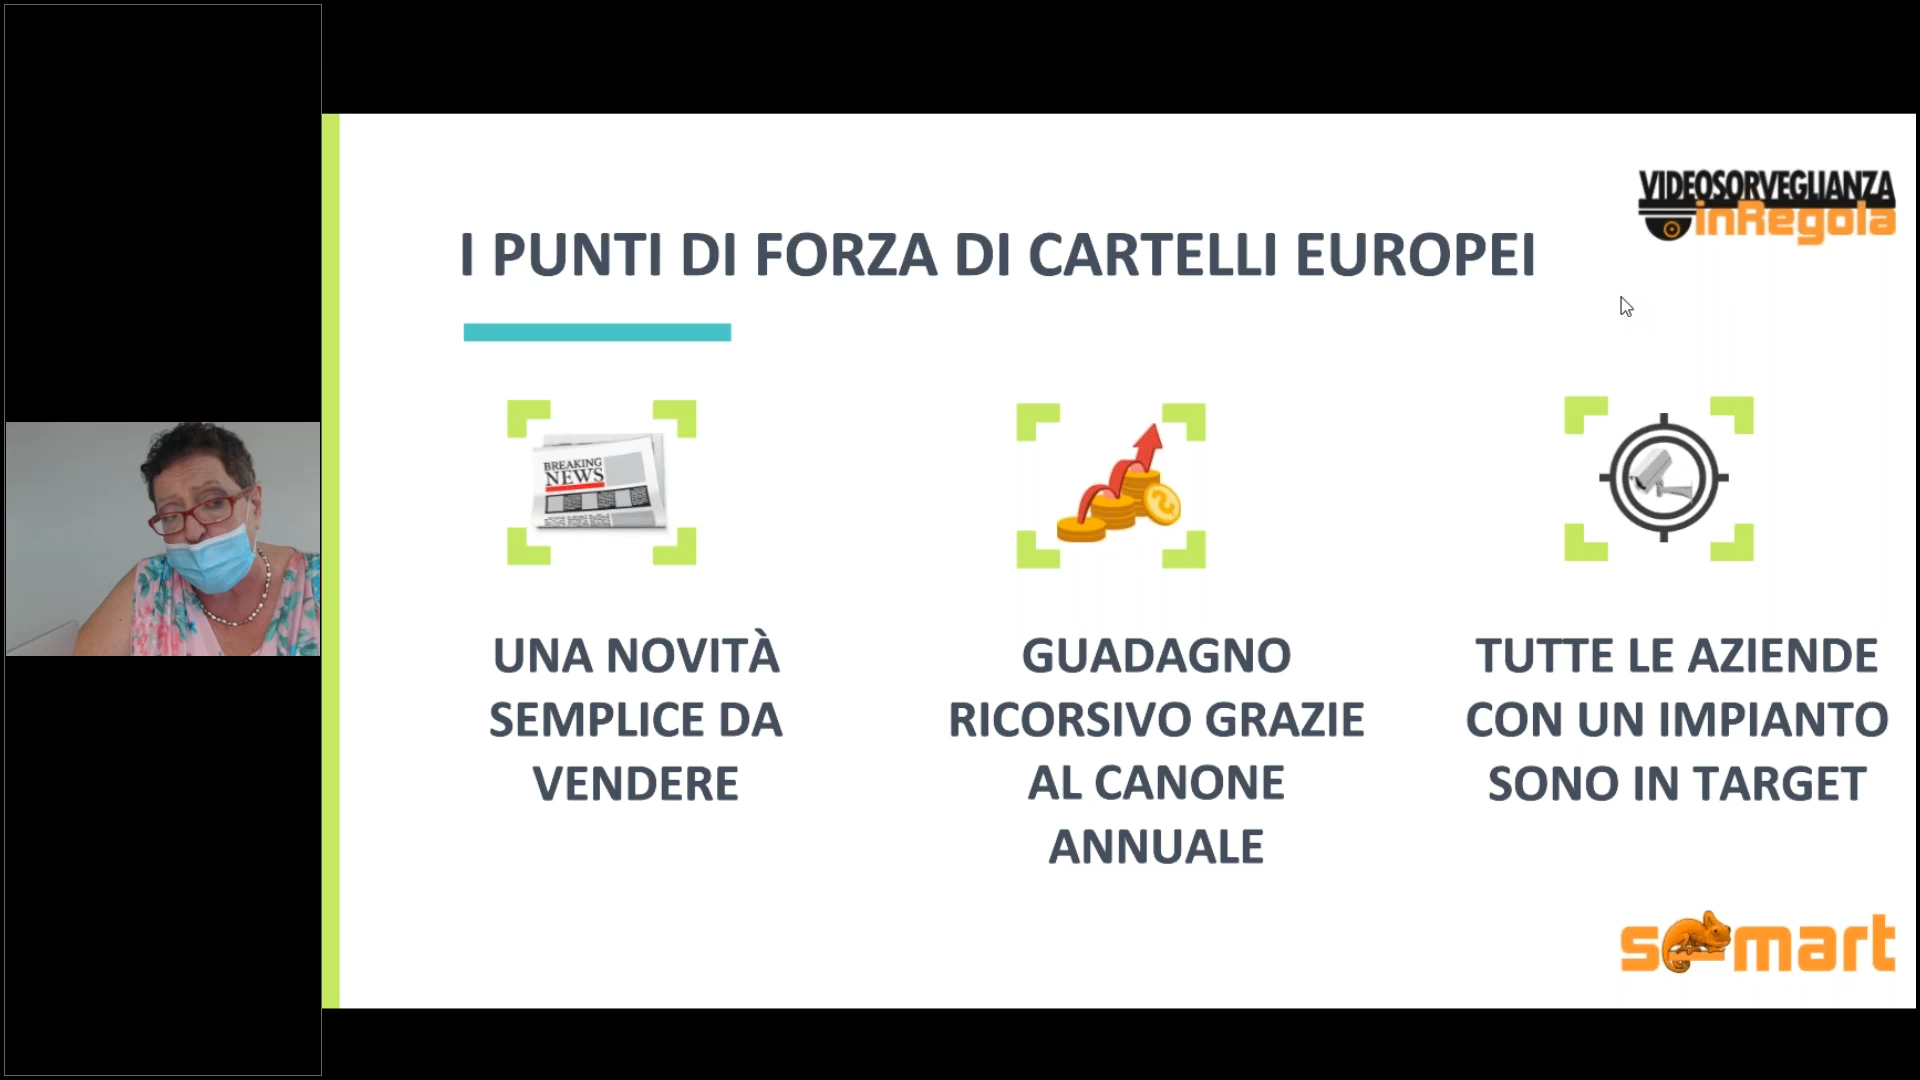 VIDEOSORVEGLIANZA
inRegola
I PUNTI DI FORZA DI CARTELLI EUROPEI
BREAKING
NEWS
UNA NOVITÀ
SEMPLICE DA
VENDERE
GUADAGNO
RICORSIVO GRAZIE
AL CANONE
ANNUALE
TUTTE LE AZIENDE
CON UN IMPIANTO
SONO IN TARGET
smart